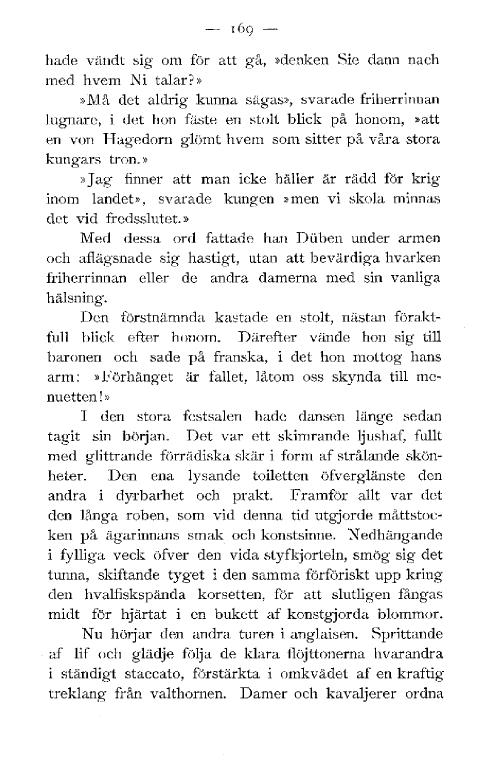 — 169 —
hade vändt sig om för att gå, »denken Sie dann nach
med hvem Ni talar?»
»Må det aldrig kunna sägas», svarade friherrinnan
lugnare, i det hon fäste en stolt blick på honom, »att
en von Hagedorn glömt hvem som sitter på våra stora
kungars tron.»
»Jag finner att man icke håller är rädd för krig
inom landet», svarade kungen »men vi skola minnas
det vid fredsslutet.»
Med dessa ord fattade han Düben under armen
och aflägsnade sig hastigt, utan att bevärdiga hvarken
friherrinnan eller de andra damerna med sin vanliga
hälsning.
Den förstnämnda kastade en stolt, nästan förakt-
full blick efter honom. Därefter vände hon sig till
baronen och sade på franska, i det hon mottog hans
arm: »Förhänget är fallet, låtom oss skynda till me-
nuetten!»
I den stora festsalen hade dansen länge sedan
tagit sin början. Det var ett skimrande ljushaf, fullt
med glittrande förrädiska skär i form af strålande skön-
heter. Den ena lysande toiletten öfverglänste den
andra i dyrbarhet och prakt. Framför allt var det
den långa roben, som vid denna tid utgjorde måttstoc-
ken på ägarinnans smak och konstsinne. Nedhängande
i fylliga veck öfver den vida styfkjorteln, smög sig det
tunna, skiftande tyget i den samma förföriskt upp kring
den hvalfiskspända korsetten, för att slutligen fångas
midt för hjärtat i en bukett af konstgjorda blommor.
Nu börjar den andra turen i anglaisen. Sprittande
af lif och glädje följa de klara flöjttonerna hvarandra
i ständigt staccato, förstärkta i omkvädet af en kraftig
treklang från valthornen. Damer och kavaljerer ordna